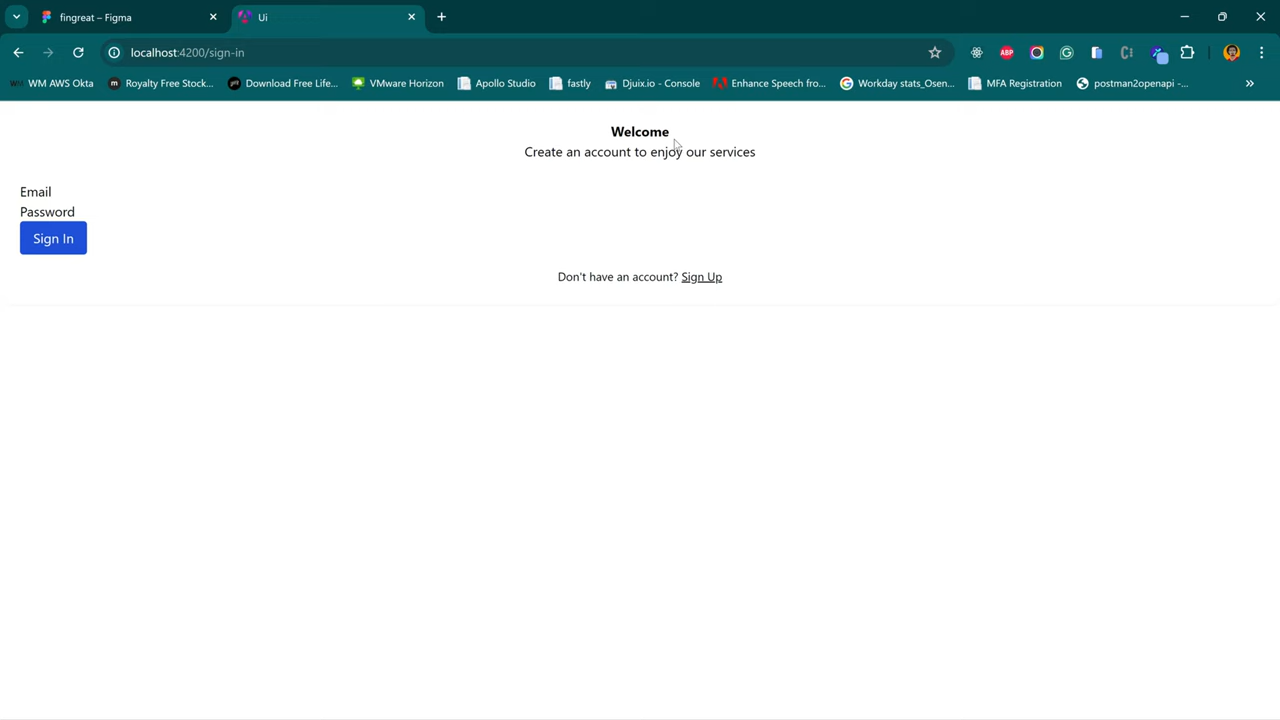 fingreat – Figma
Ui
localhost:4200/sign-in
ABP
WM AWS Okta
Royalty Free Stock...
Download Free Life...
VMware Horizon
Apollo Studio
fastly
Djuix.io - Console
Enhance Speech fro...
Workday stats_Osen...
MFA Registration
postman2openapi -...
Welcome
Create an account to enjoy our services
Email
Password
Sign In
Don't have an account? Sign Up